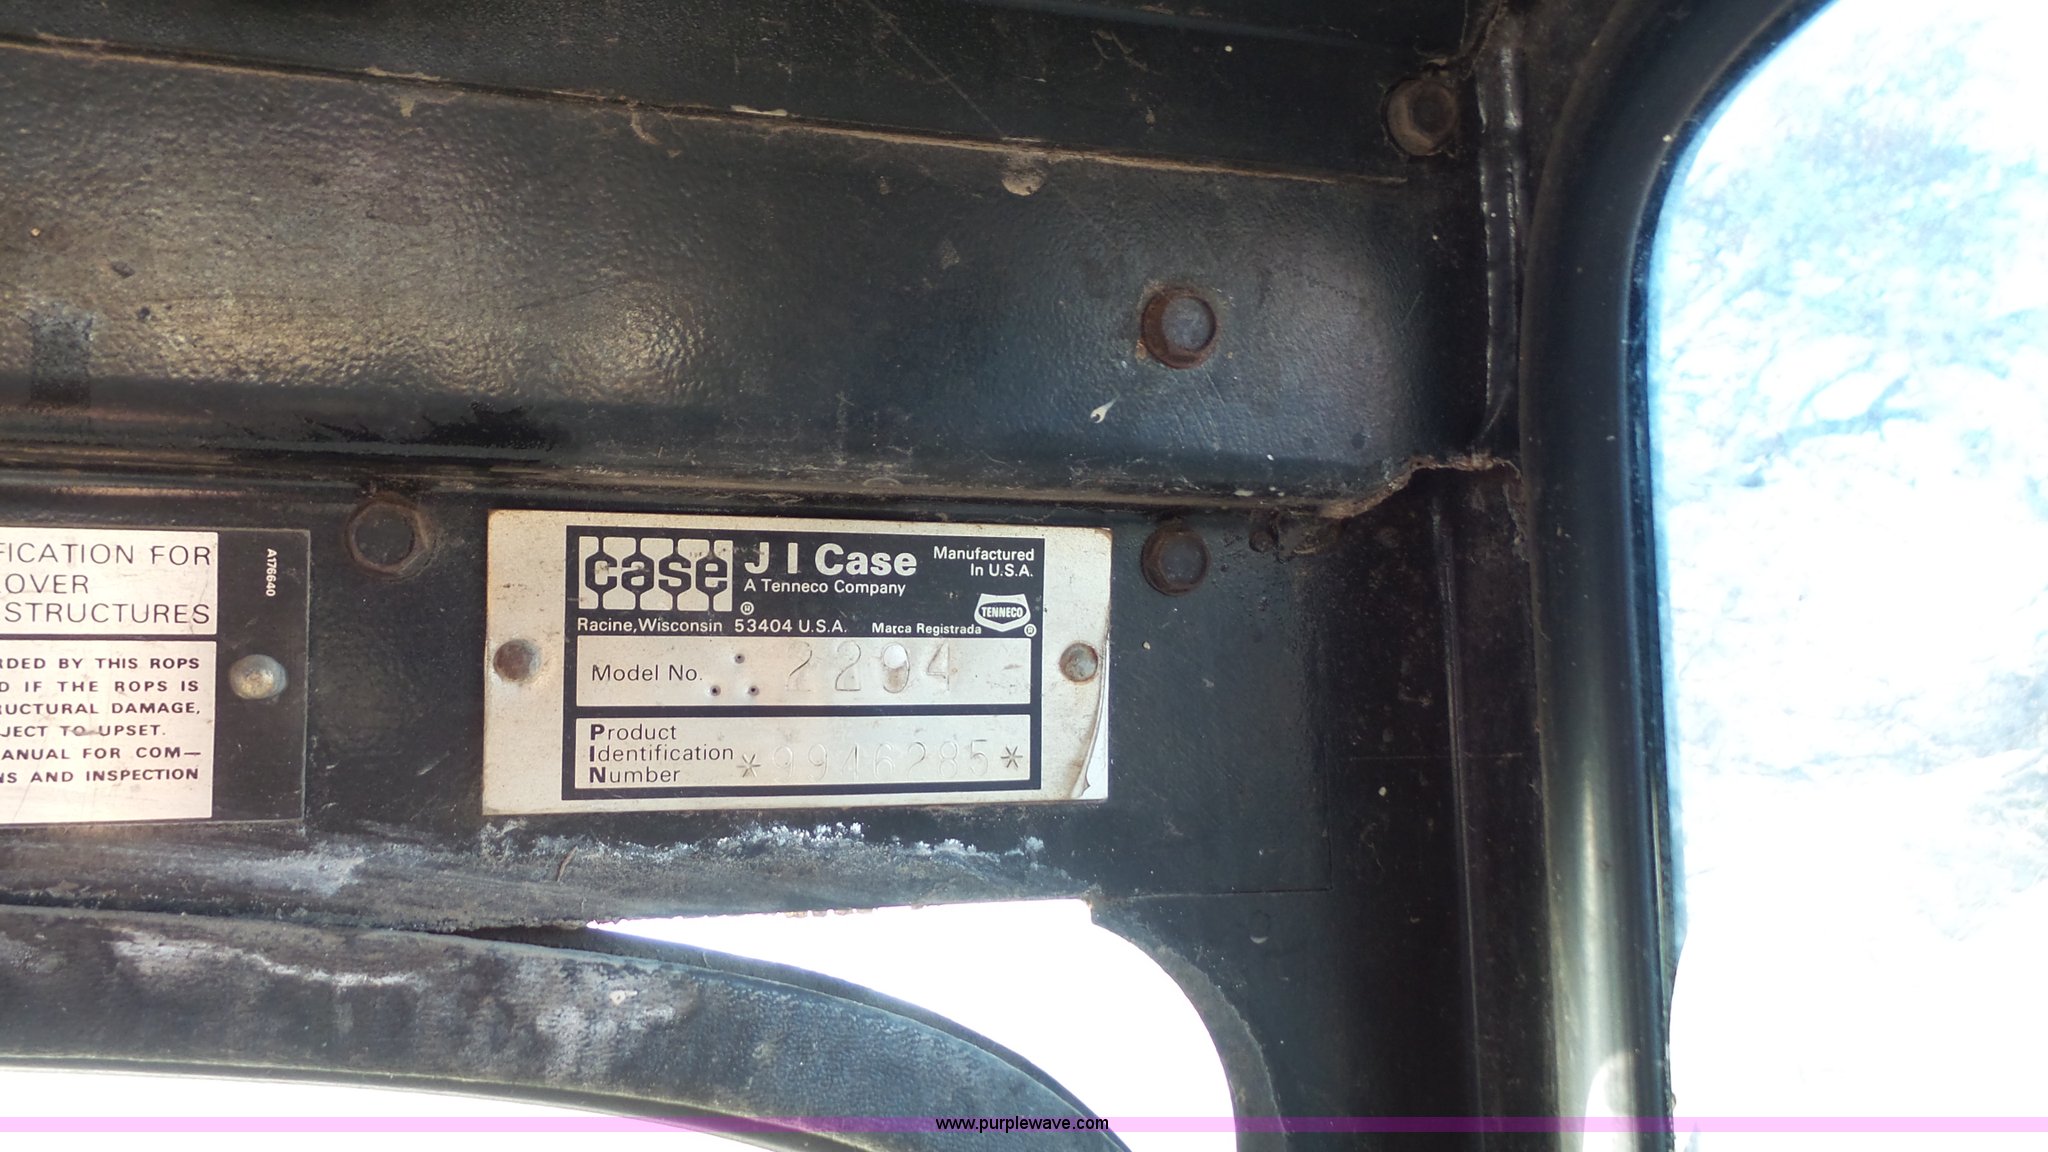 FICATION FOR
OVER
STRUCTURES
A176640
RDED BY THIS ROPS
D IF THE ROPS IS
RUCTURAL DAMAGE,
JECT TO UPSET.
ANUAL FOR COM—
NS AND INSPECTION
case J I Case Manufactured
In U.S.A.
A Tenneco Company
TENNECO
Racine, Wisconsin 53404 U.S.A. Marca Registrada
Model No. 2294
Product
Identification
Number *9946285*
www.purplewave.com